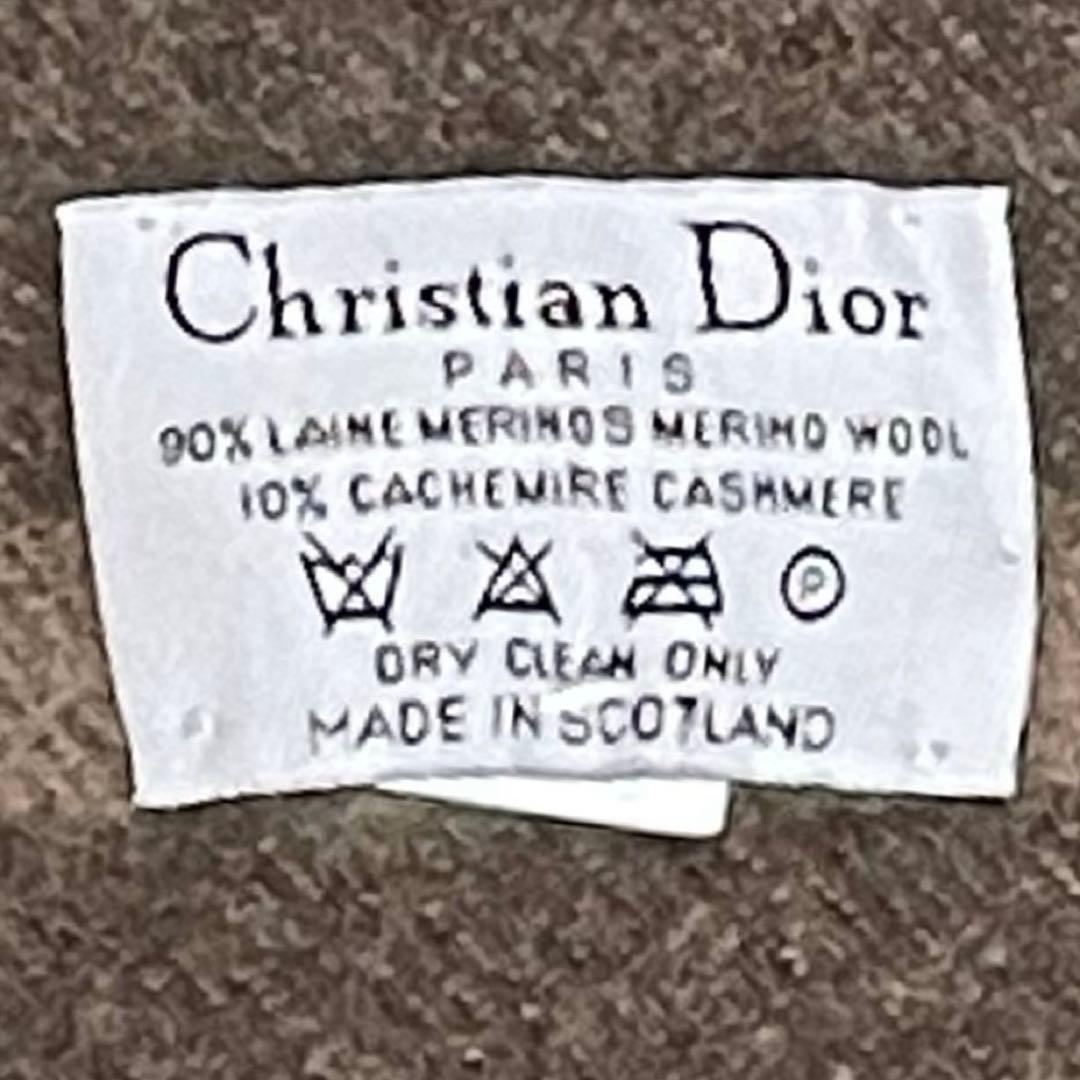 Christian Dior
PARIS
90% LAINE MERINOS MERINO WOOL
10% CACHEMIRE CASHMERE
P
DRY CLEAN ONLY
MADE IN SCOTLAND